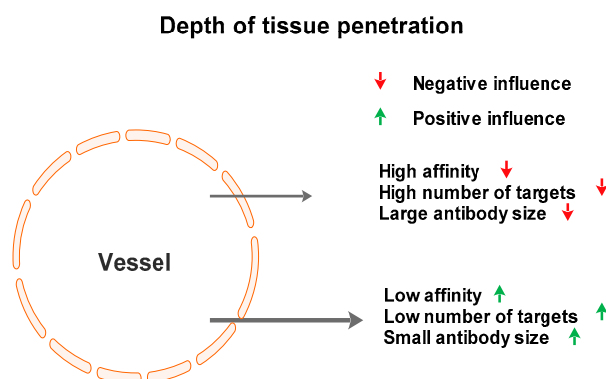 Depth of tissue penetration
Negative influence
Positive influence
High affinity
High number of targets
Large antibody size
Vessel
Low affinity
Low number of targets
Small antibody size